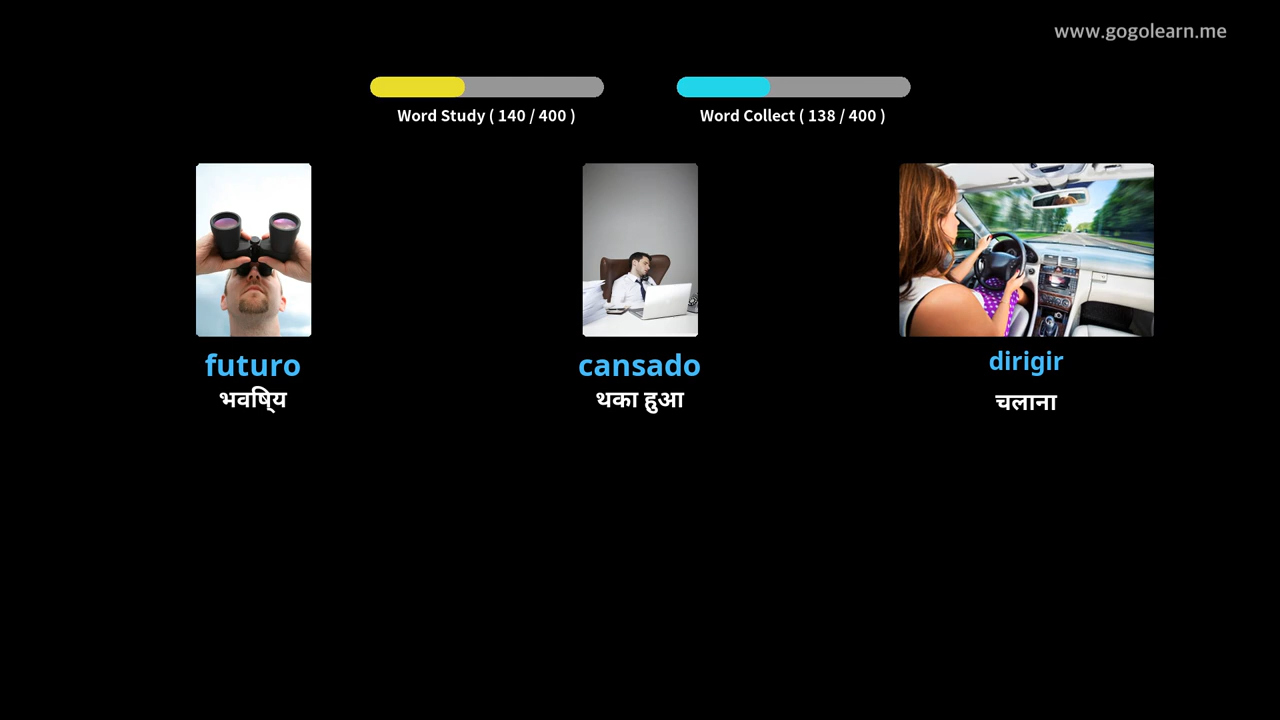 www.gogolearn.me
Word Study ( 140 / 400 )
Word Collect ( 138 / 400 )
futuro
cansado
dirigir
भवष्यि
थका हुआ
चलाना